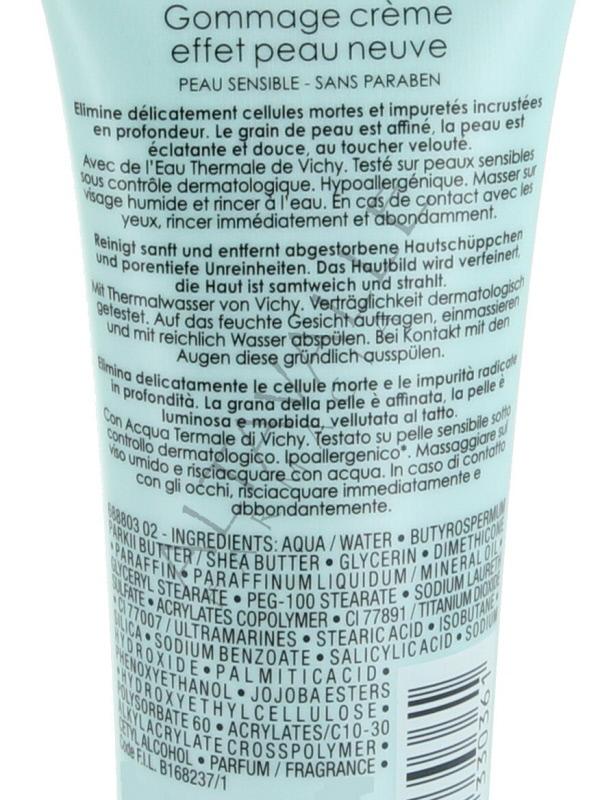 Gommage crème
effet peau neuve
PEAU SENSIBLE - SANS PARABEN
Elimine délicatement cellules mortes et impuretés incrustées
en profondeur. Le grain de peau est affiné, la peau est
éclatante et douce, au toucher velouté.
Avec de l'Eau Thermale de Vichy. Testé sur peaux sensibles
sous contrôle dermatologique. Hypoallergénique. Masser sur
visage humide et rincer à l'eau. En cas de contact avec les
yeux, rincer immédiatement et abondamment.
Reinigt sanft und entfernt abgestorbene Hautschüppchen
und porentiefe Unreinheiten. Das Hautbild wird verfeinert,
die Haut ist samtweich und strahlt.
Mit Thermalwasser von Vichy. Verträglichkeit dermatologisch
getestet. Auf das feuchte Gesicht auftragen, einmassieren
und mit reichlich Wasser abspülen. Bei Kontakt mit den
Augen diese gründlich ausspülen.
Elimina delicatamente le cellule morte e le impurità radicate
in profondità. La grana della pelle è affinata, la pelle è
luminosa e morbida, vellutata al tatto.
Con Acqua Termale di Vichy. Testato su pelle sensibile sotto
controllo dermatologico. Ipoallergenico*. Massaggiare sul
viso umido e risciacquare con acqua. In caso di contatto
con gli occhi, risciacquare immediatamente e
abbondantemente.
688803 02 - INGREDIENTS: AQUA / WATER • BUTYROSPERMUM
PARKII BUTTER / SHEA BUTTER • GLYCERIN • DIMETHICONE
• PARAFFIN • PARAFFINUM LIQUIDUM / MINERAL OIL •
GLYCERYL STEARATE • PEG-100 STEARATE • SODIUM LAURETH
SULFATE • ACRYLATES COPOLYMER • CI 77891 / TITANIUM DIOXIDE
• CI 77007 / ULTRAMARINES • STEARIC ACID • ISOBUTANE •
SILICA • SODIUM BENZOATE • SALICYLIC ACID • SODIUM
HYDROXIDE • PALMITIC ACID •
PHENOXYETHANOL • JOJOBA ESTERS
• HYDROXYETHYLCELLULOSE •
POLYSORBATE 60 • ACRYLATES/C10-30
ALKYL ACRYLATE CROSSPOLYMER •
CETYL ALCOHOL • PARFUM / FRAGRANCE •
Code F.I.L. B168237/1
330361